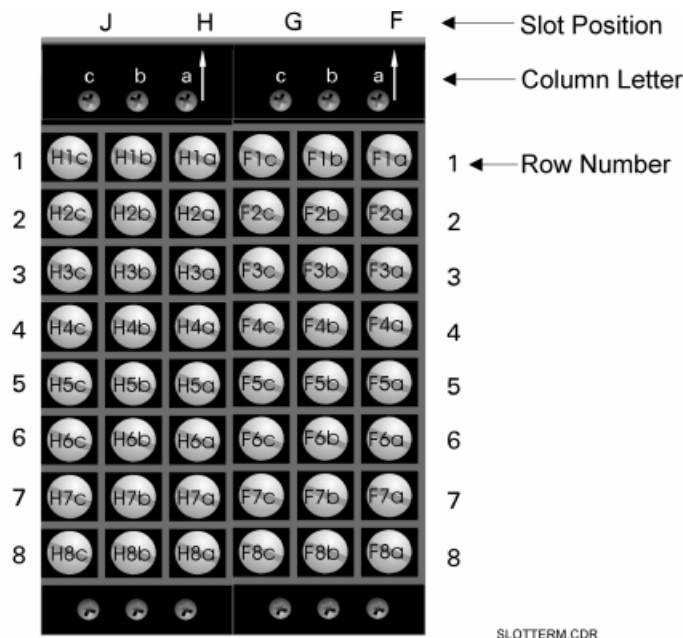 J H G F Slot Position
c b a c b a Column Letter
1 H1c H1b H1a F1c F1b F1a 1 Row Number
2 H2c H2b H2a F2c F2b F2a 2
3 H3c H3b H3a F3c F3b F3a 3
4 H4c H4b H4a F4c F4b F4a 4
5 H5c H5b H5a F5c F5b F5a 5
6 H6c H6b H6a F6c F6b F6a 6
7 H7c H7b H7a F7c F7b F7a 7
8 H8c H8b H8a F8c F8b F8a 8
SLOTTERM.CDR